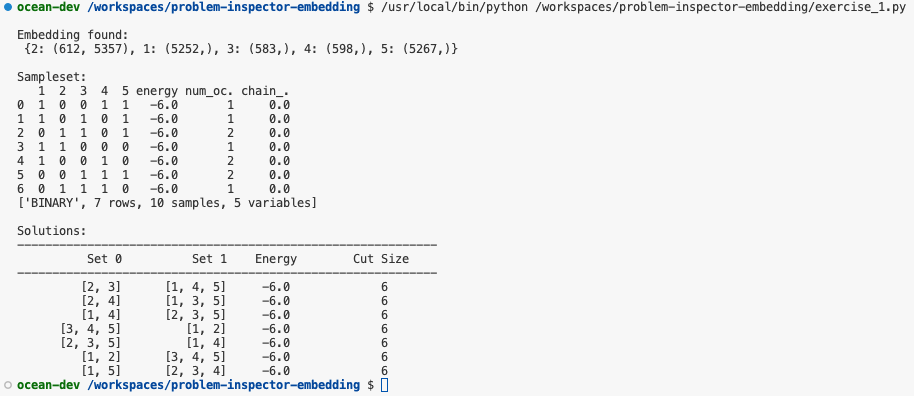 ocean-dev /workspaces/problem-inspector-embedding $ /usr/local/bin/python /workspaces/problem-inspector-embedding/exercise_1.py
Embedding found:
{2: (612, 5357), 1: (5252,), 3: (583,), 4: (598,), 5: (5267,)}
Sampleset:
1 2 3 4 5 energy num_oc. chain_.
0 1 0 0 1 1 -6.0 1 0.0
1 1 0 1 0 1 -6.0 1 0.0
2 0 1 1 0 1 -6.0 2 0.0
3 1 1 0 0 0 -6.0 1 0.0
4 1 0 0 1 0 -6.0 2 0.0
5 0 0 1 1 1 -6.0 2 0.0
6 0 1 1 1 0 -6.0 1 0.0
['BINARY', 7 rows, 10 samples, 5 variables]
Solutions:
Set 0 Set 1 Energy Cut Size
[2, 3] [1, 4, 5] -6.0 6
[2, 4] [1, 3, 5] -6.0 6
[1, 4] [2, 3, 5] -6.0 6
[3, 4, 5] [1, 2] -6.0 6
[2, 3, 5] [1, 4] -6.0 6
[1, 2] [3, 4, 5] -6.0 6
[1, 5] [2, 3, 4] -6.0 6
ocean-dev /workspaces/problem-inspector-embedding $